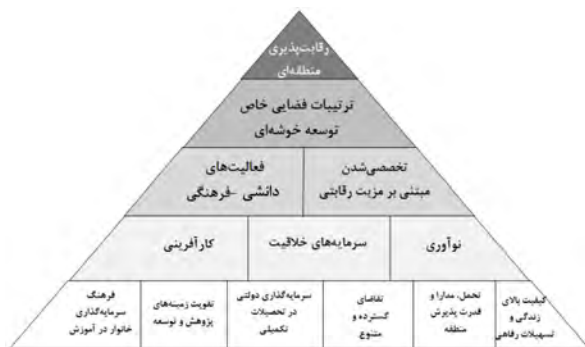 رقابت‌پذیری
منطقه‌ای
ترتیبات فضایی خاص
توسعه خوشه‌ای
تخصصی‌شدن
مبتنی بر مزیت رقابتی
فعالیت‌های
دانشی -فرهنگی
نوآوری
سرمایه‌های خلاقیت
کارآفرینی
کیفیت بالای
زندگی و
تسهیلات رفاهی
تحمل، مدارا و
قدرت پذیرش
منطقه
تقاضای
گسترده و
متنوع
سرمایه‌گذاری دولتی
در تحصیلات
تکمیلی
تقویت زمینه‌های
پژوهش و توسعه
فرهنگ
سرمایه‌گذاری
خانوار در آموزش